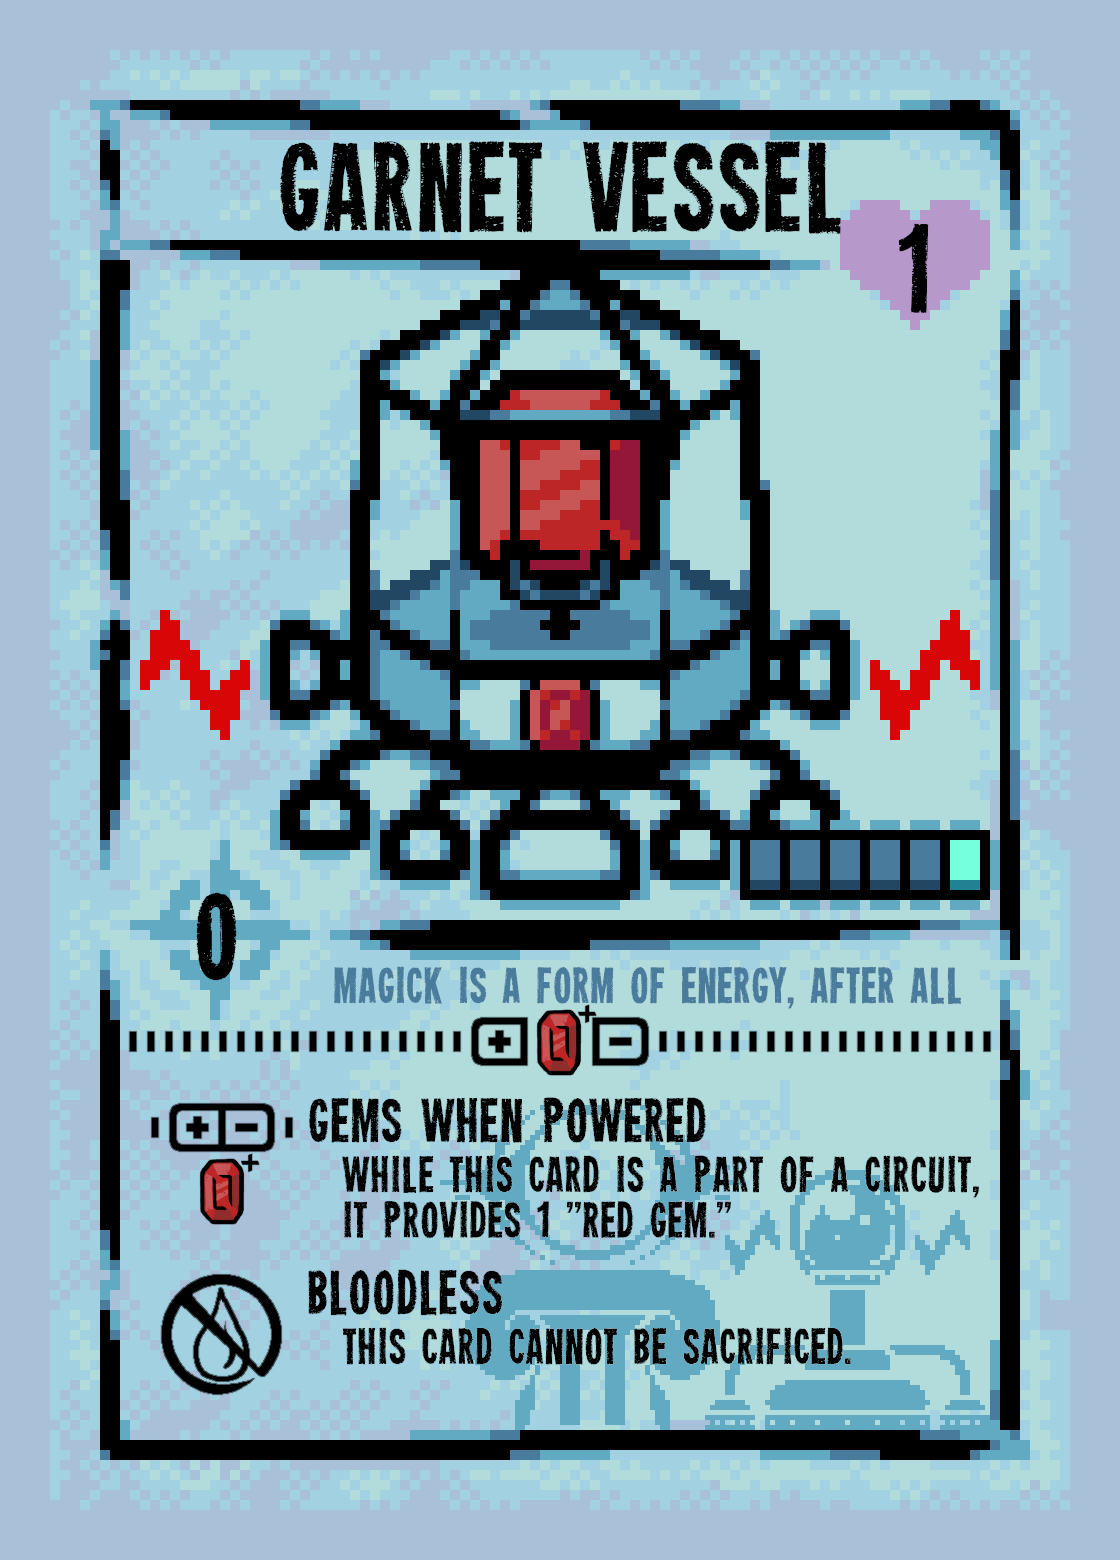 GARNET VESSEL
1
0
MAGICK IS A FORM OF ENERGY, AFTER ALL
+ + -
+ - GEMS WHEN POWERED
+ WHILE THIS CARD IS A PART OF A CIRCUIT,
IT PROVIDES 1 "RED GEM."
BLOODLESS
THIS CARD CANNOT BE SACRIFICED.